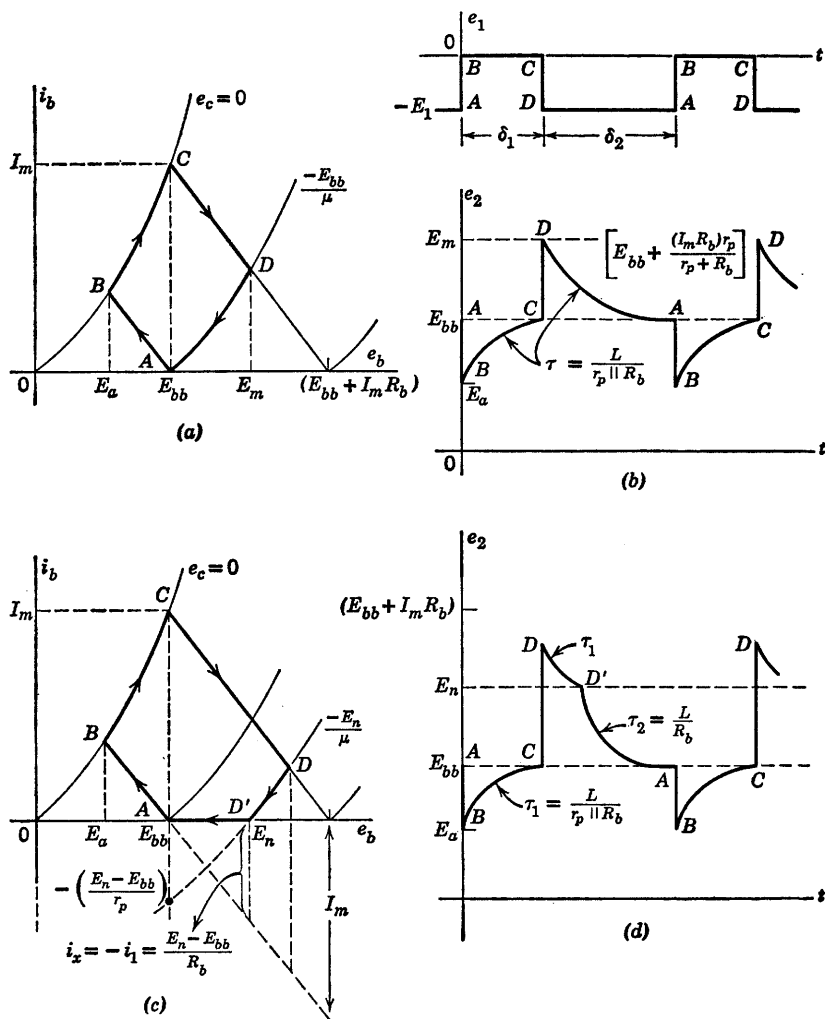 i_b
e_c = 0
I_m
C
-E_bb / μ
B
D
A
e_b
0
E_a
E_bb
E_m
(E_bb + I_m R_b)
(a)
e_1
0
t
B
C
B
C
-E_1
A
D
A
D
δ_1
δ_2
e_2
D
E_m
[E_bb + (I_m R_b) r_p / (r_p + R_b)]
D
A
C
A
E_bb
C
B
τ = L / (r_p || R_b)
B
E_a
0
t
(b)
i_b
e_c = 0
C
I_m
-E_n / μ
B
D
A
D'
0
E_a
E_bb
E_n
e_b
-((E_n - E_bb) / r_p)
I_m
i_x = -i_1 = (E_n - E_bb) / R_b
(c)
e_2
(E_bb + I_m R_b)
D
τ_1
D
E_n
D'
τ_2 = L / R_b
A
C
E_bb
A
C
B
τ_1 = L / (r_p || R_b)
E_a
B
t
(d)